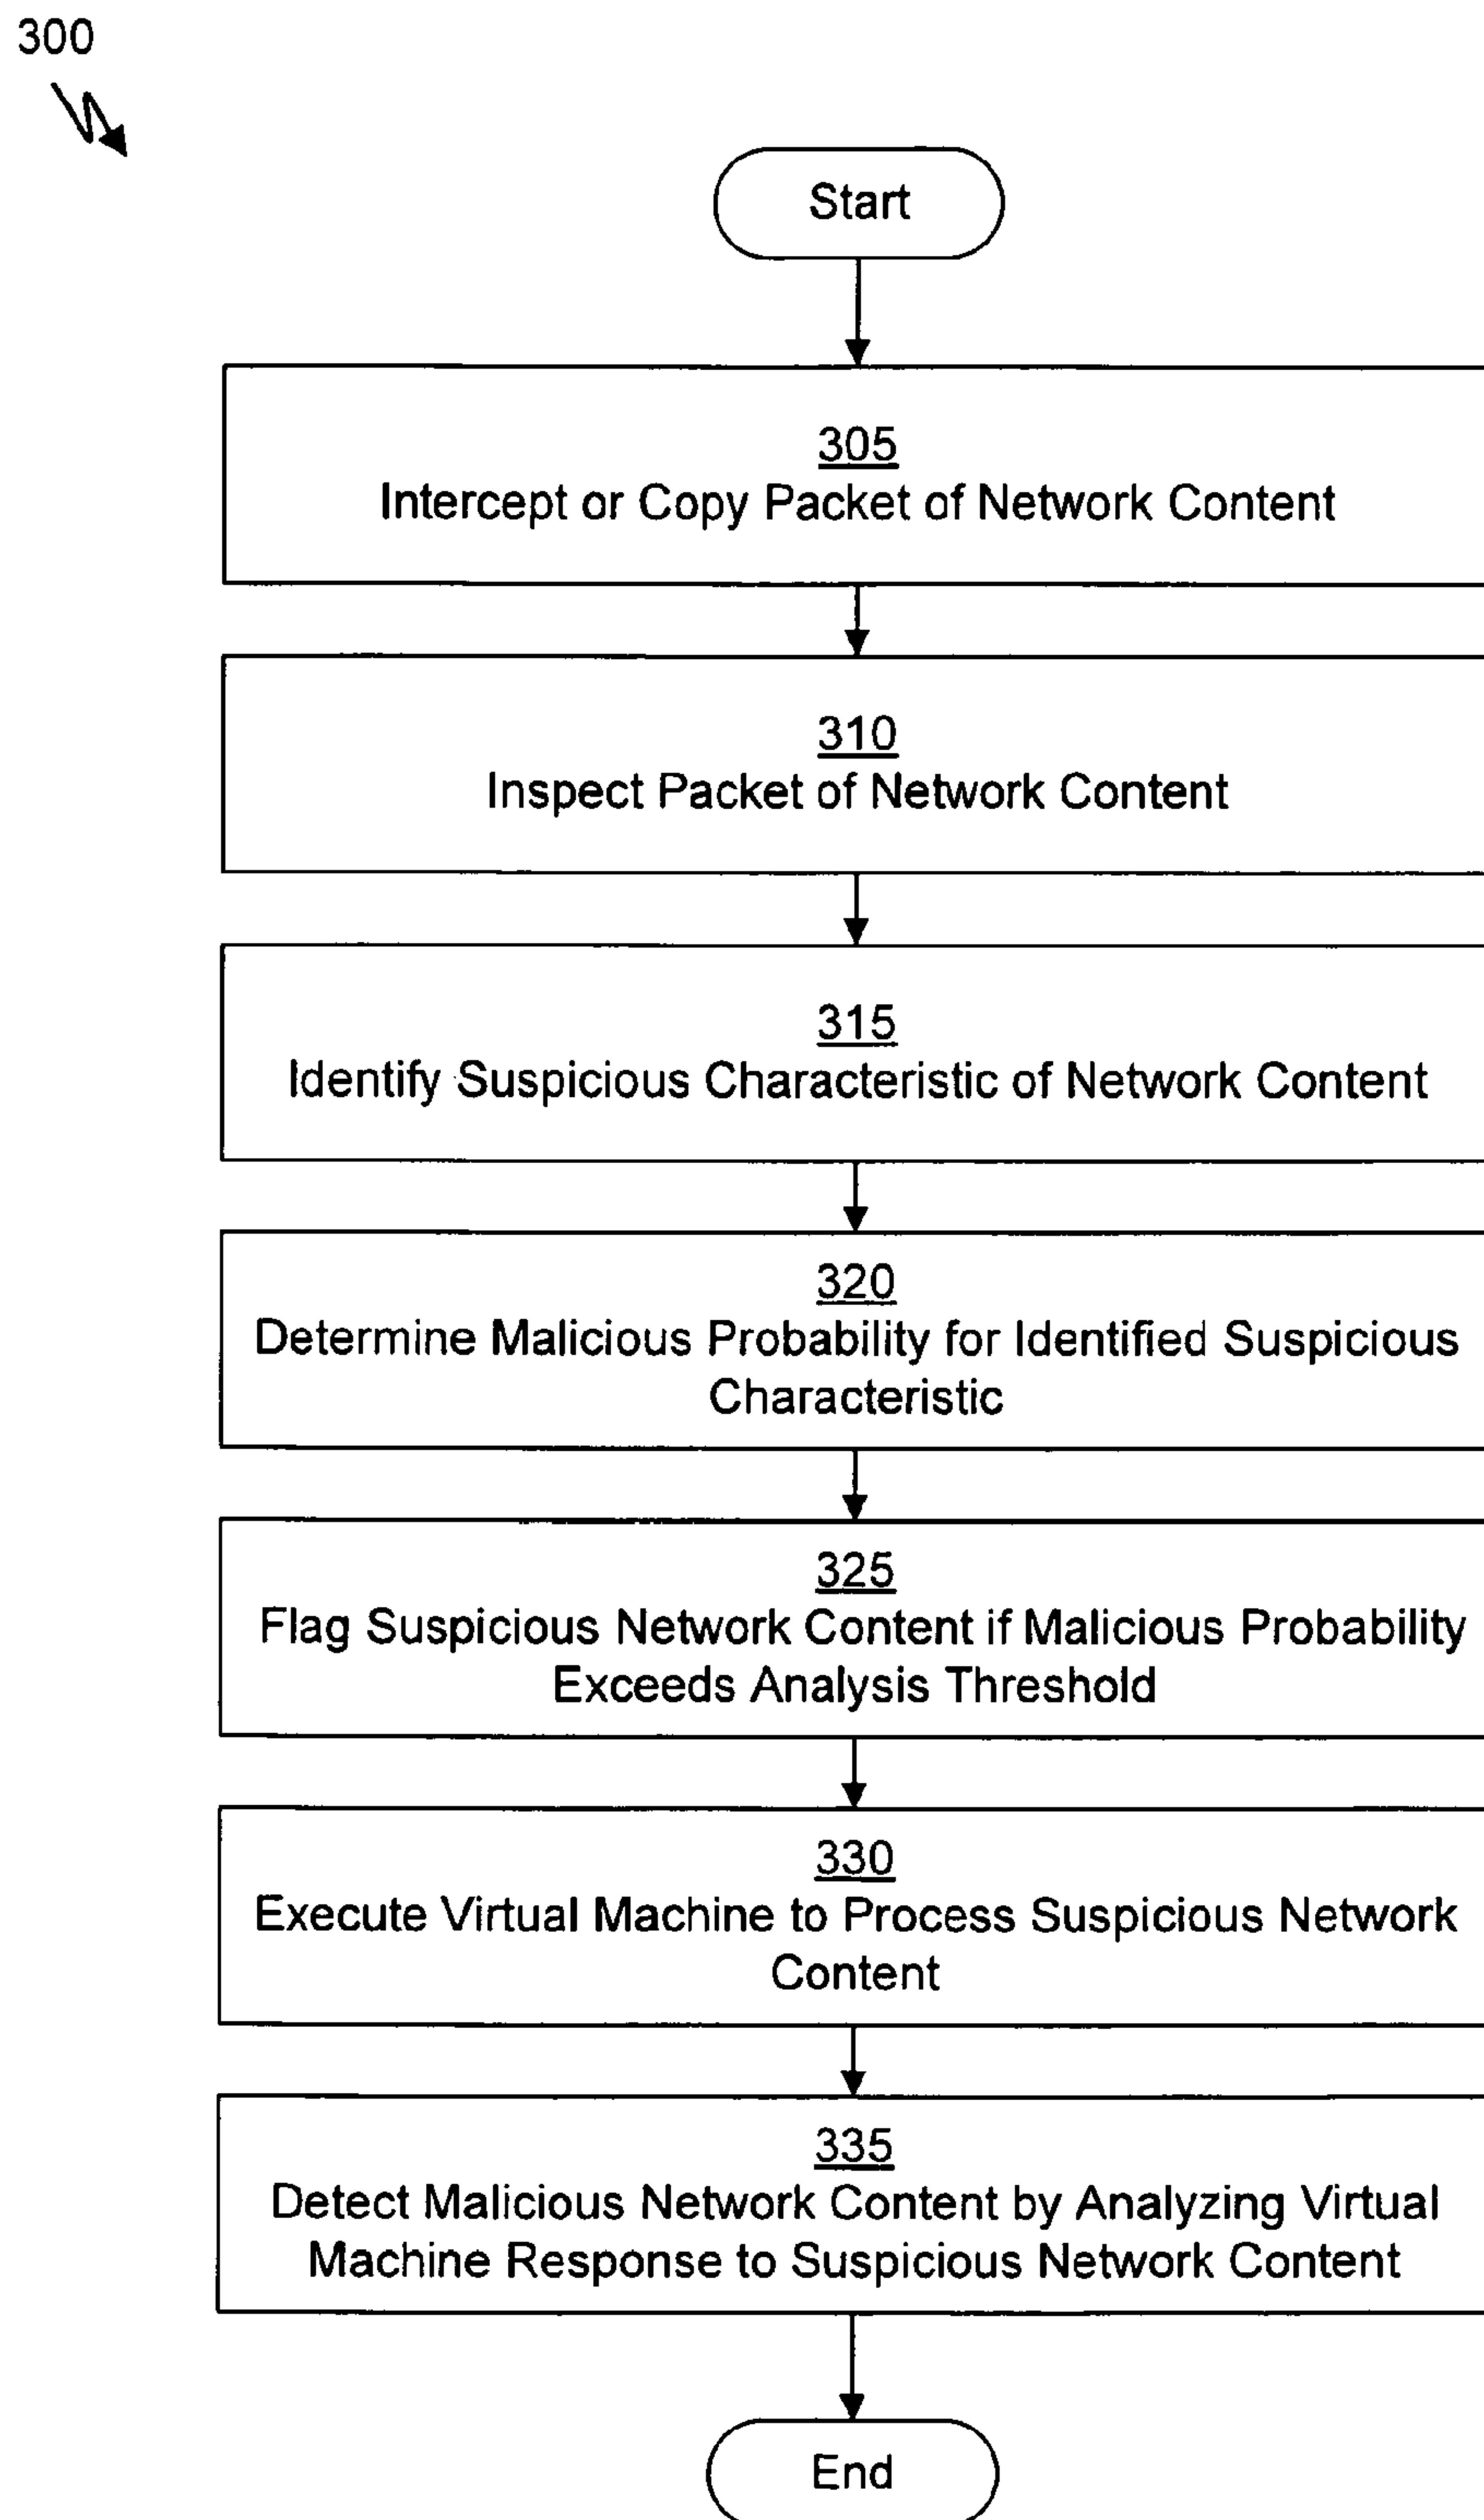 300
Start
305
Intercept or Copy Packet of Network Content
310
Inspect Packet of Network Content
315
Identify Suspicious Characteristic of Network Content
320
Determine Malicious Probability for Identified Suspicious
Characteristic
325
Flag Suspicious Network Content if Malicious Probability
Exceeds Analysis Threshold
330
Execute Virtual Machine to Process Suspicious Network
Content
335
Detect Malicious Network Content by Analyzing Virtual
Machine Response to Suspicious Network Content
End